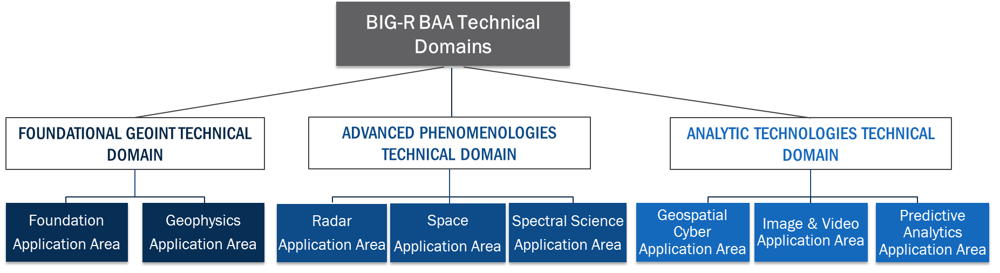 BIG-R BAA Technical
Domains
FOUNDATIONAL GEOINT TECHNICAL
DOMAIN
ADVANCED PHENOMENOLOGIES
TECHNICAL DOMAIN
ANALYTIC TECHNOLOGIES TECHNICAL
DOMAIN
Foundation
Application Area
Geophysics
Application Area
Radar
Application Area
Space
Application Area
Spectral Science
Application Area
Geospatial
Cyber
Application Area
Image & Video
Application Area
Predictive
Analytics
Application Area